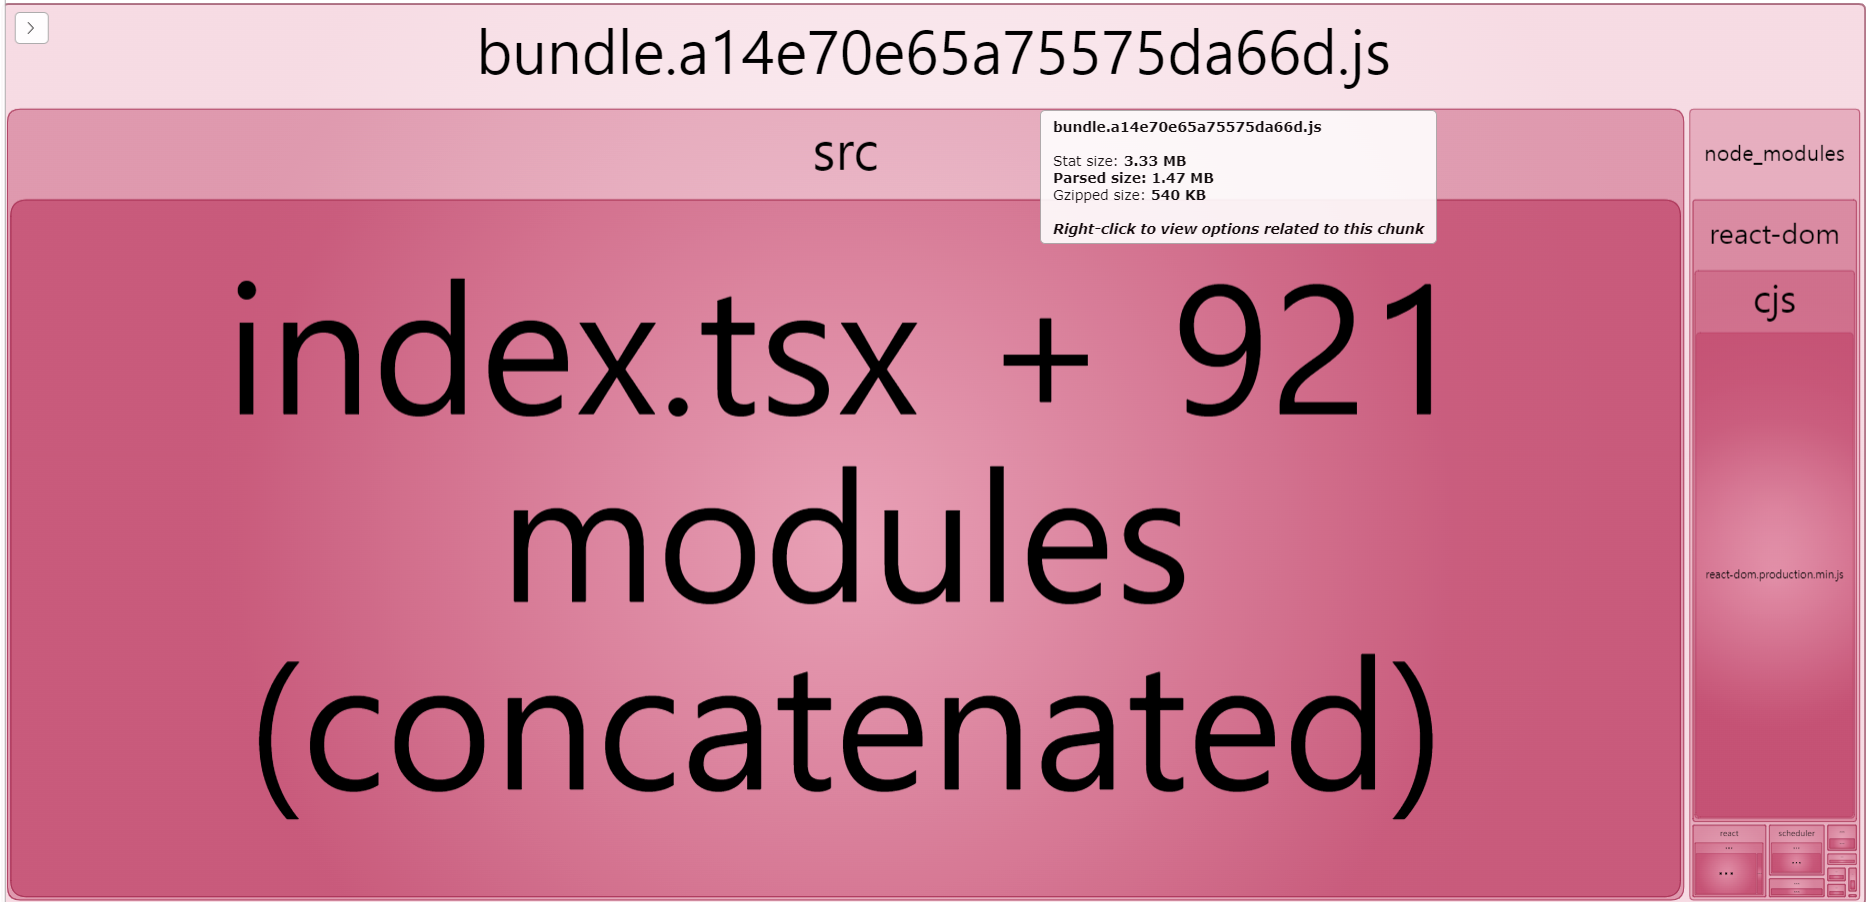 bundle.a14e70e65a75575da66d.js
src
node_modules
bundle.a14e70e65a75575da66d.js
Stat size: 3.33 MB
Parsed size: 1.47 MB
Gzipped size: 540 KB
Right-click to view options related to this chunk
index.tsx + 921
modules
(concatenated)
react-dom
cjs
react-dom.production.min.js
react
scheduler
...
...
...
...
...
...